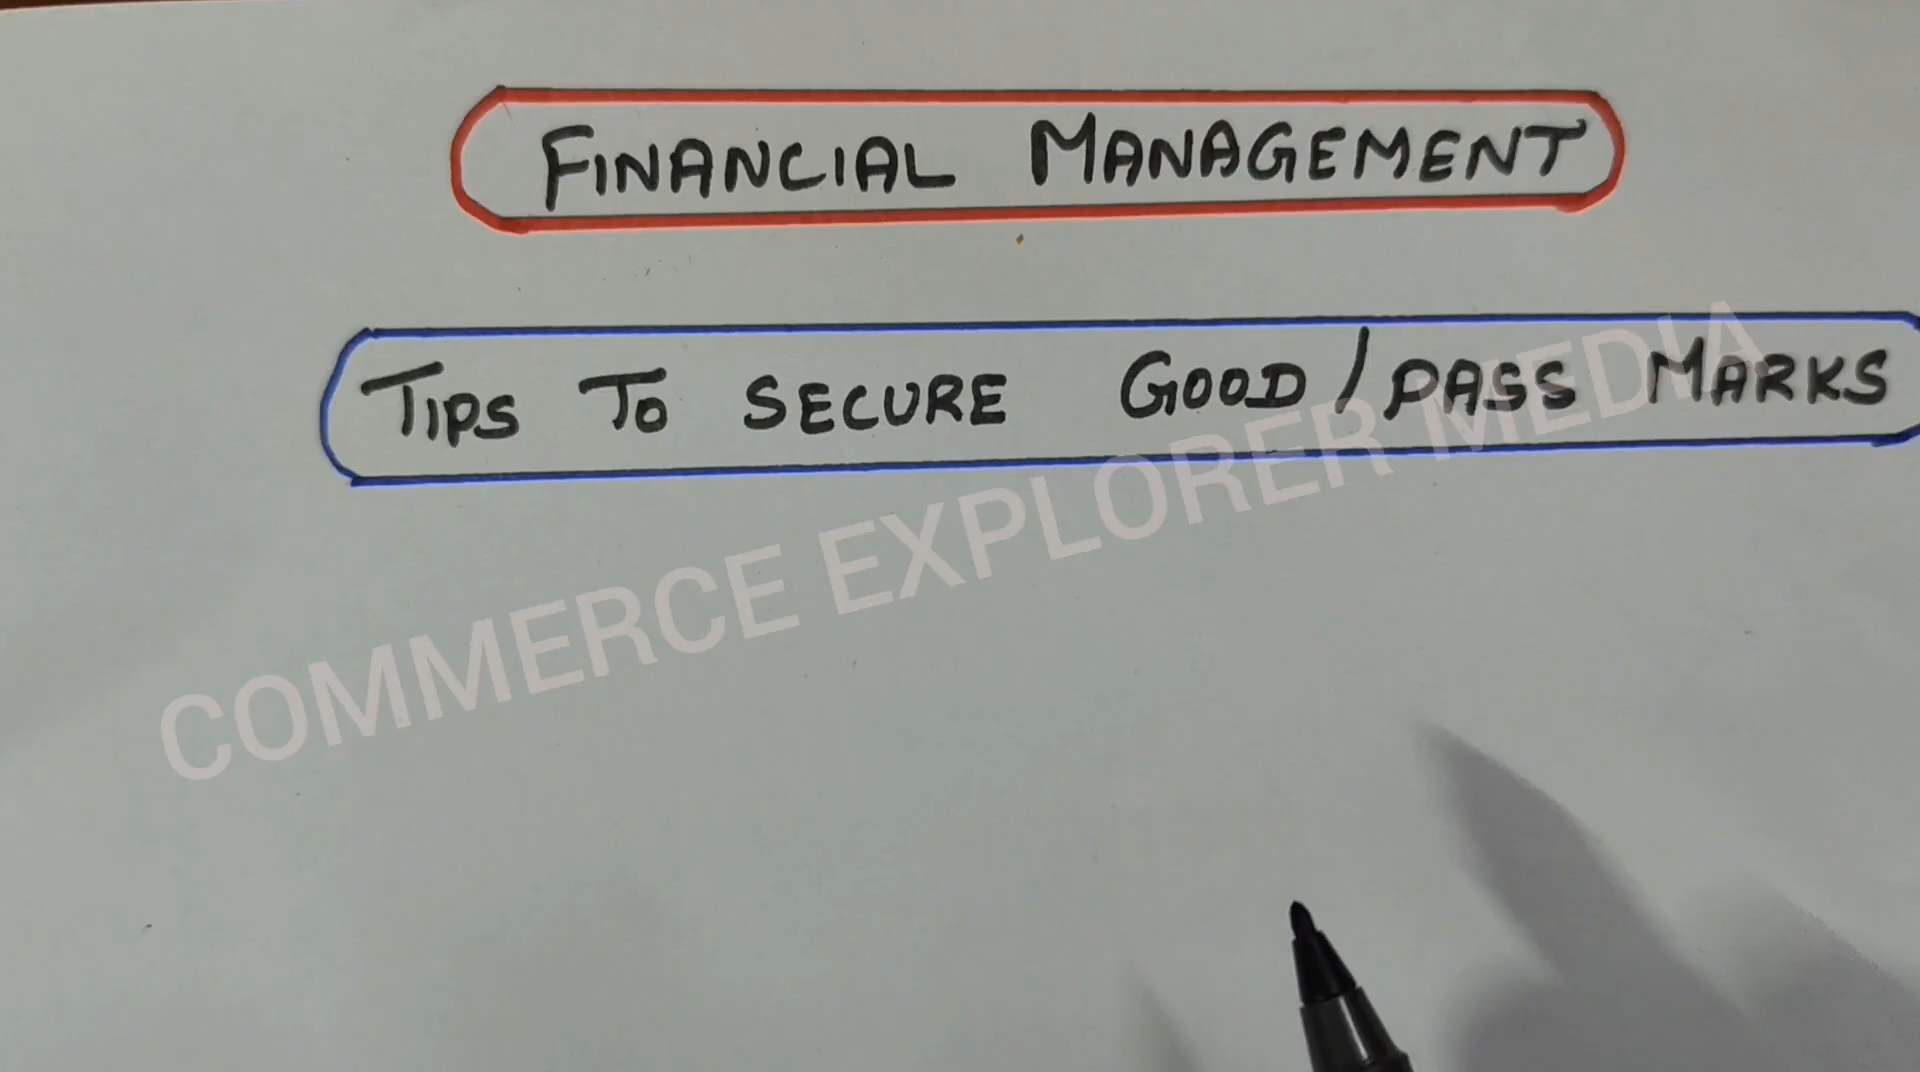 FINANCIAL MANAGEMENT
TIPS TO SECURE GOOD/PASS MARKS
COMMERCE EXPLORER MEDIA